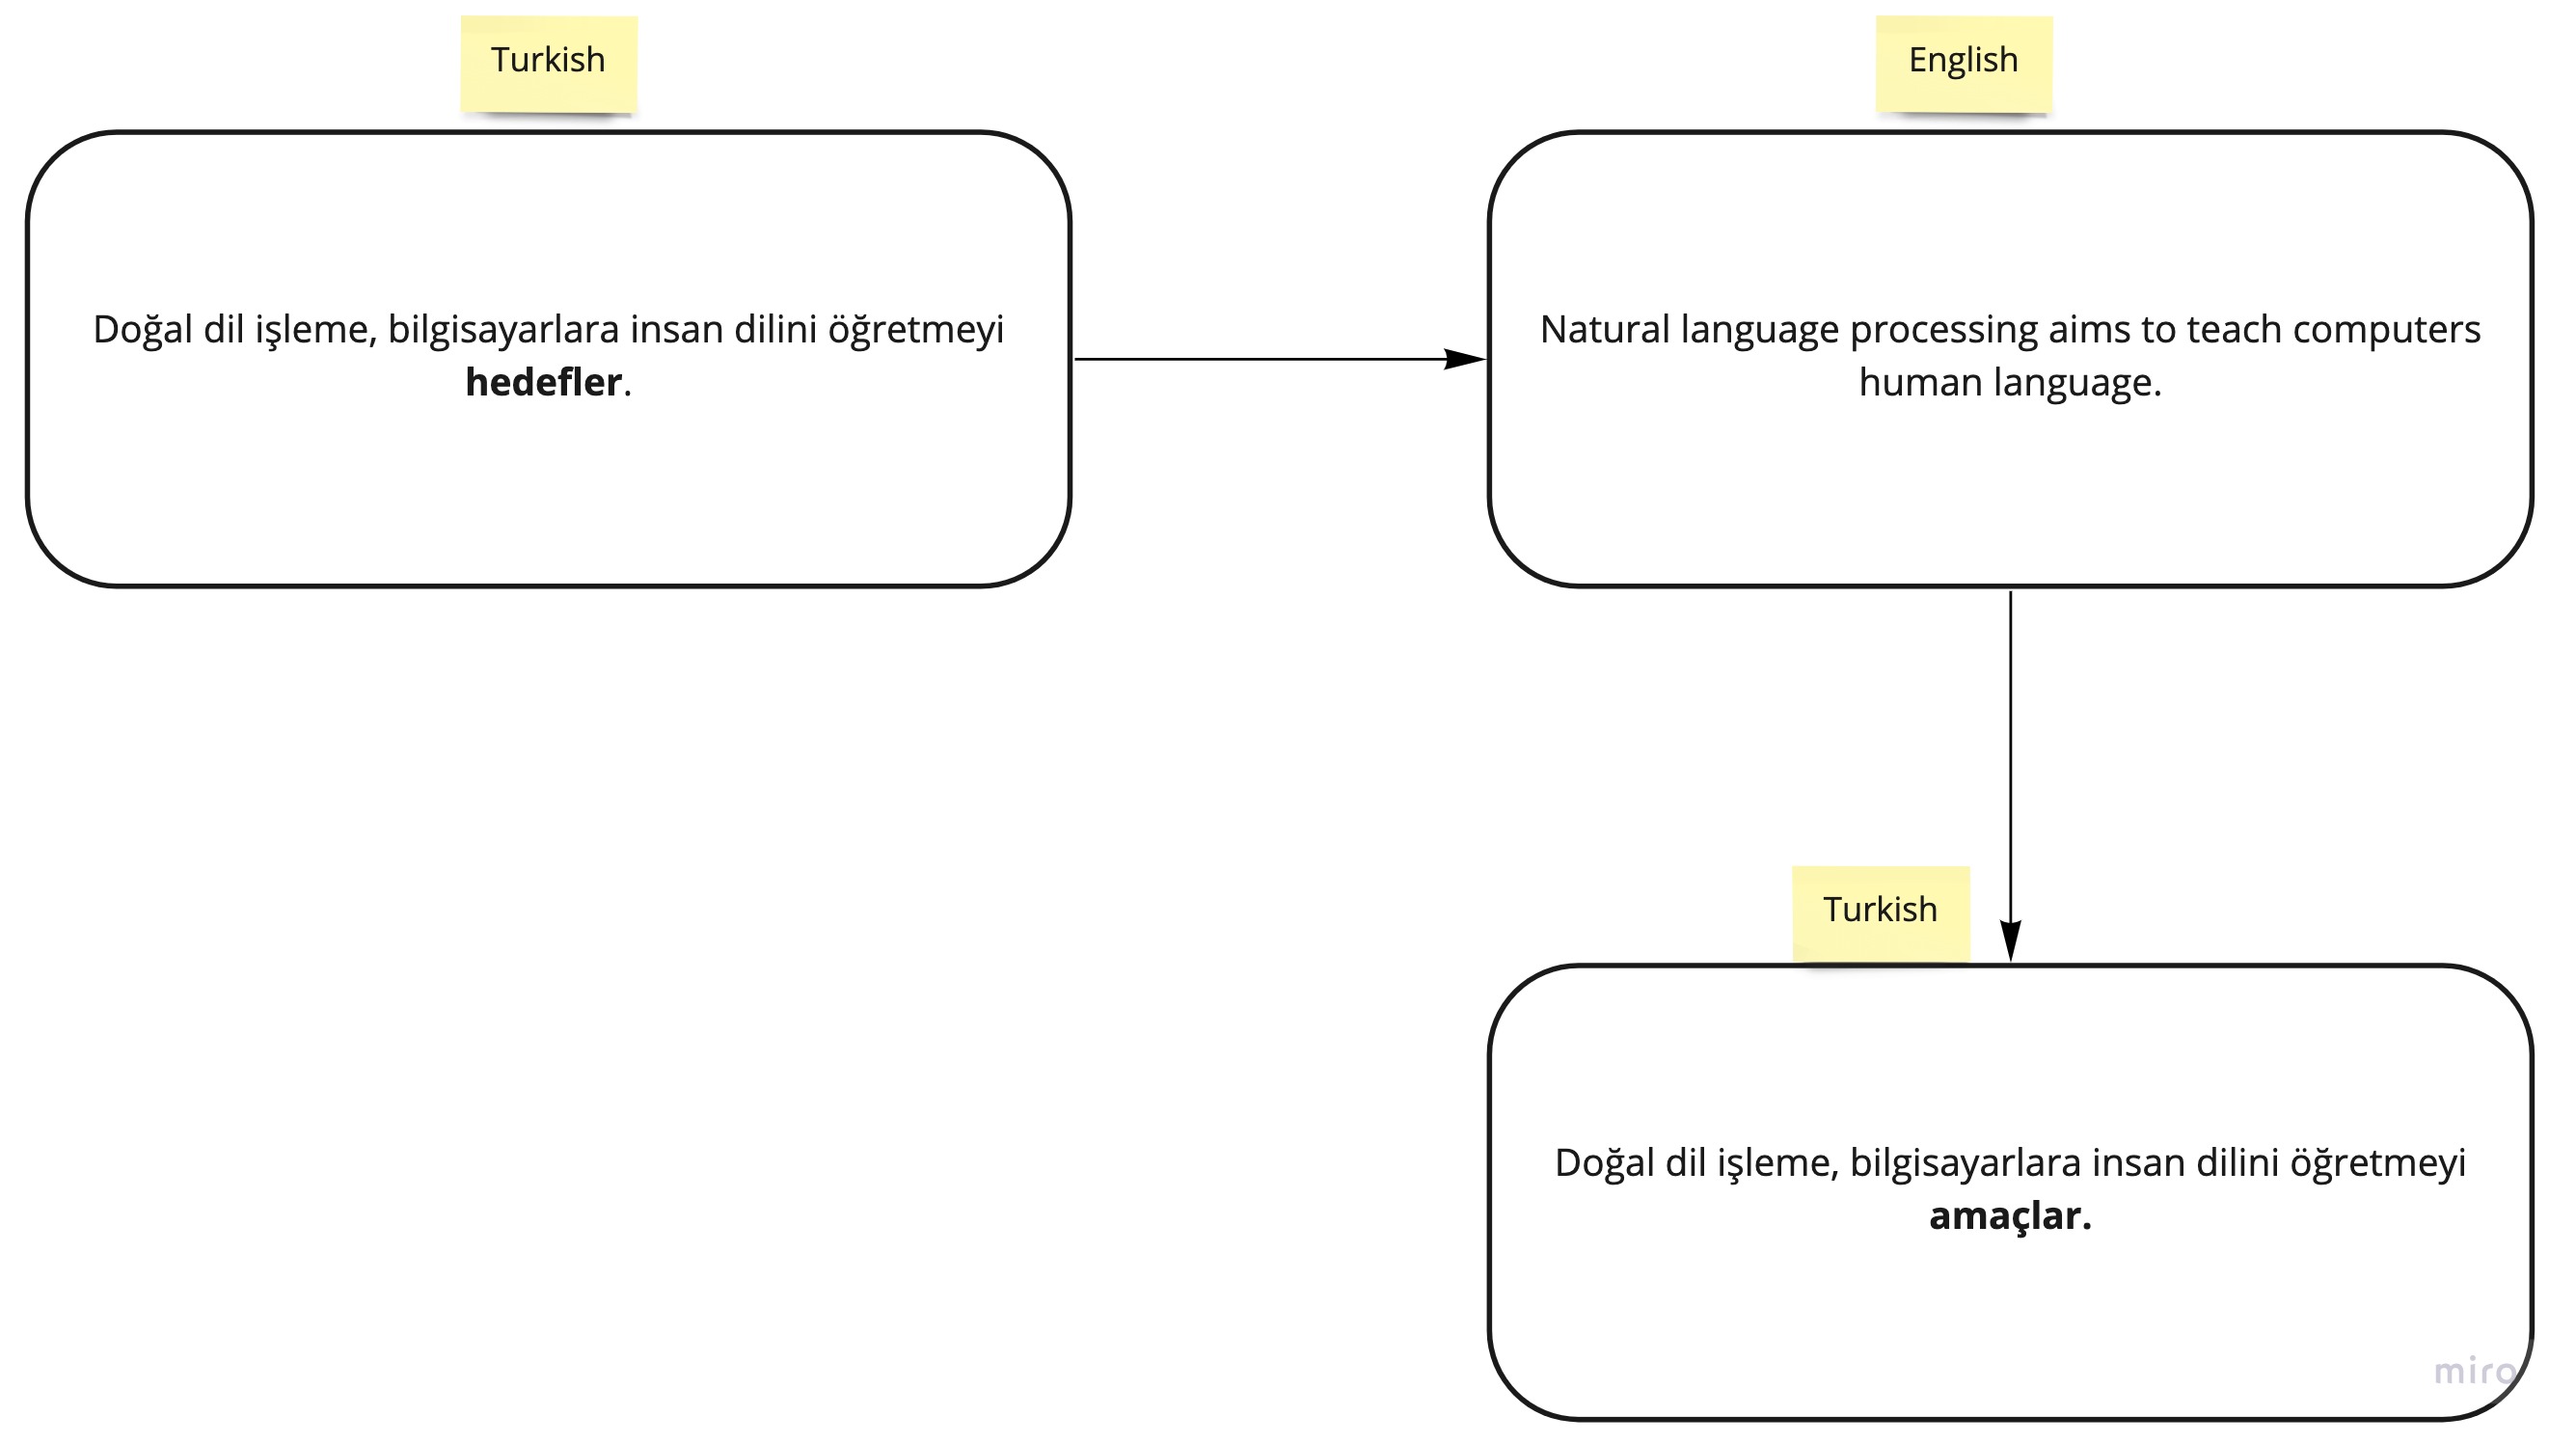 Turkish
Doğal dil işleme, bilgisayarlara insan dilini öğretmeyi
hedefler.
English
Natural language processing aims to teach computers
human language.
Turkish
Doğal dil işleme, bilgisayarlara insan dilini öğretmeyi
amaçlar.
miro